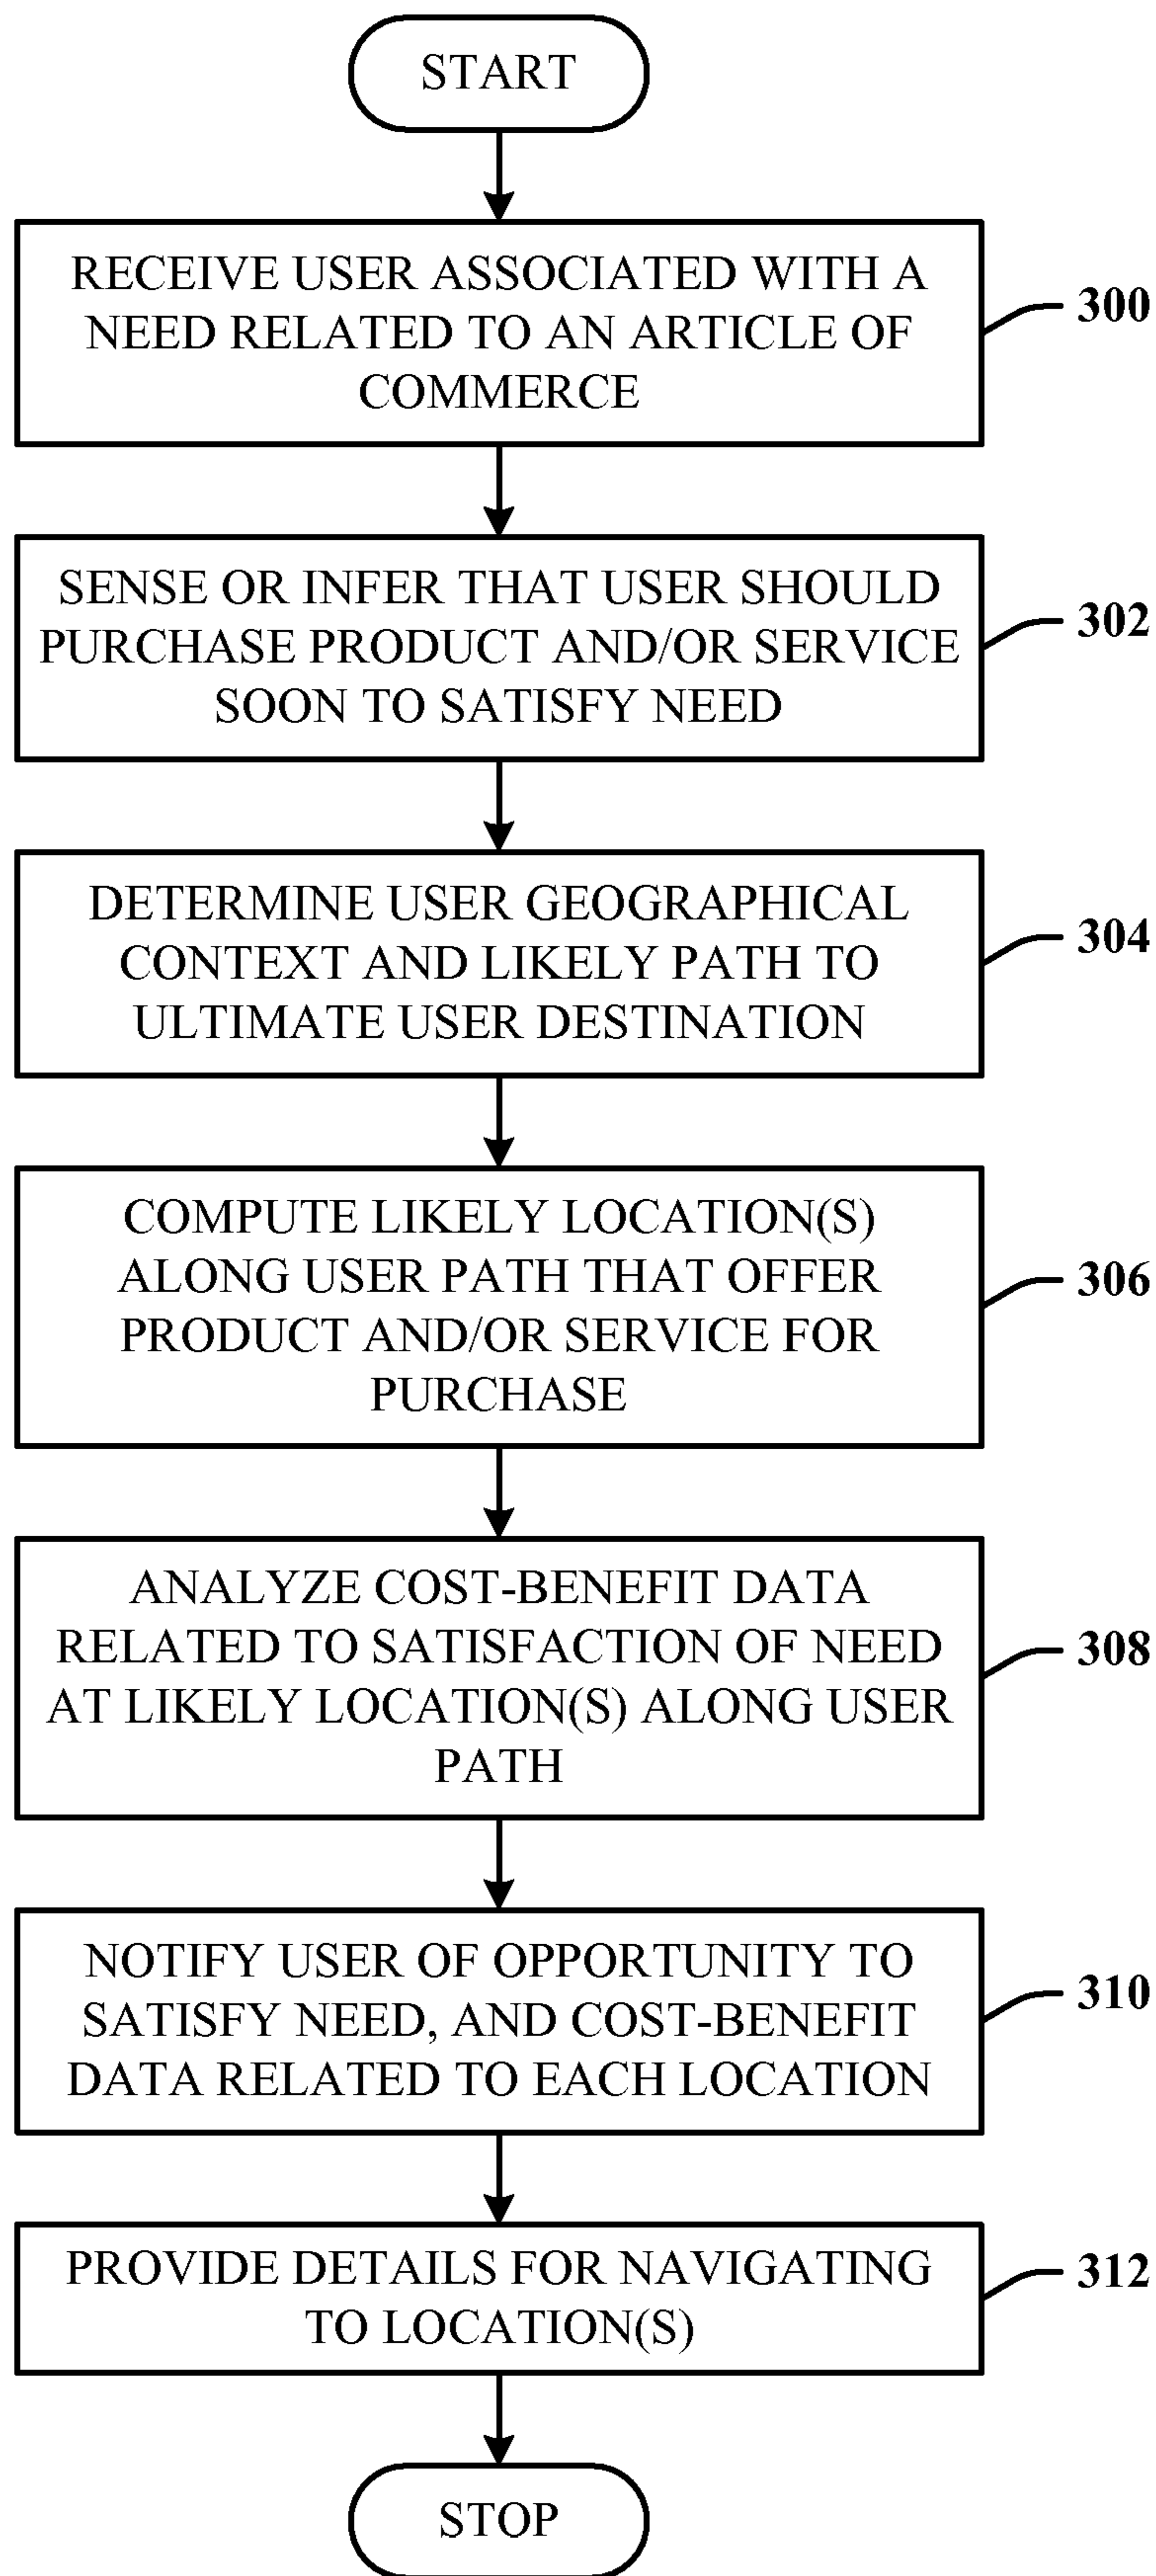 START
RECEIVE USER ASSOCIATED WITH A
NEED RELATED TO AN ARTICLE OF
COMMERCE
300
SENSE OR INFER THAT USER SHOULD
PURCHASE PRODUCT AND/OR SERVICE
SOON TO SATISFY NEED
302
DETERMINE USER GEOGRAPHICAL
CONTEXT AND LIKELY PATH TO
ULTIMATE USER DESTINATION
304
COMPUTE LIKELY LOCATION(S)
ALONG USER PATH THAT OFFER
PRODUCT AND/OR SERVICE FOR
PURCHASE
306
ANALYZE COST-BENEFIT DATA
RELATED TO SATISFACTION OF NEED
AT LIKELY LOCATION(S) ALONG USER
PATH
308
NOTIFY USER OF OPPORTUNITY TO
SATISFY NEED, AND COST-BENEFIT
DATA RELATED TO EACH LOCATION
310
PROVIDE DETAILS FOR NAVIGATING
TO LOCATION(S)
312
STOP